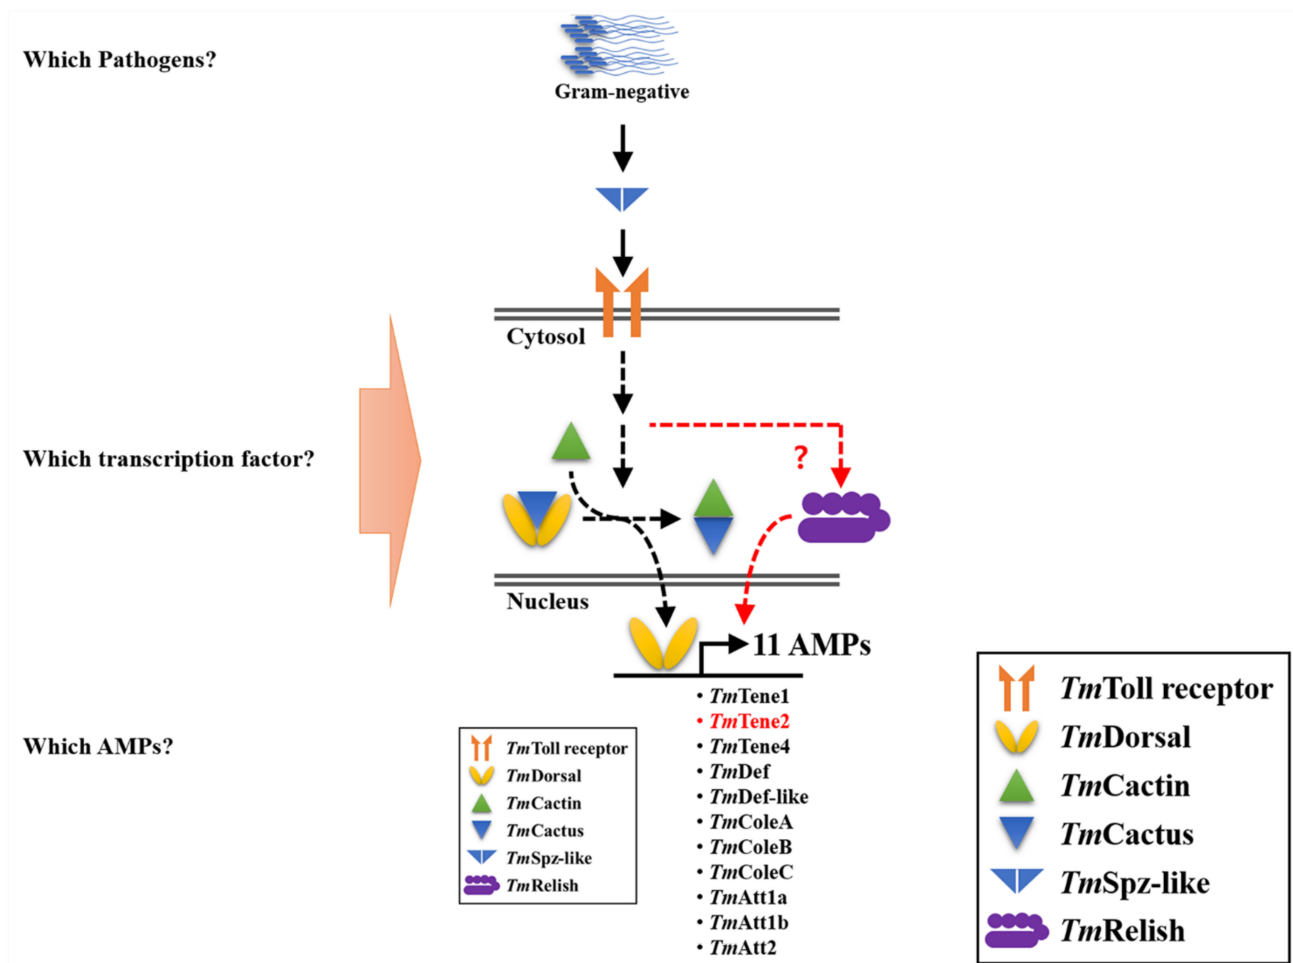 Which Pathogens?
Gram-negative
Cytosol
Which transcription factor?
?
Nucleus
11 AMPs
Which AMPs?
• TmTene1
• TmTene2
• TmTene4
• TmDef
• TmDef-like
• TmColeA
• TmColeB
• TmColeC
• TmAtt1a
• TmAtt1b
• TmAtt2
TmToll receptor
TmDorsal
TmCactin
TmCactus
TmSpz-like
TmRelish
TmToll receptor
TmDorsal
TmCactin
TmCactus
TmSpz-like
TmRelish